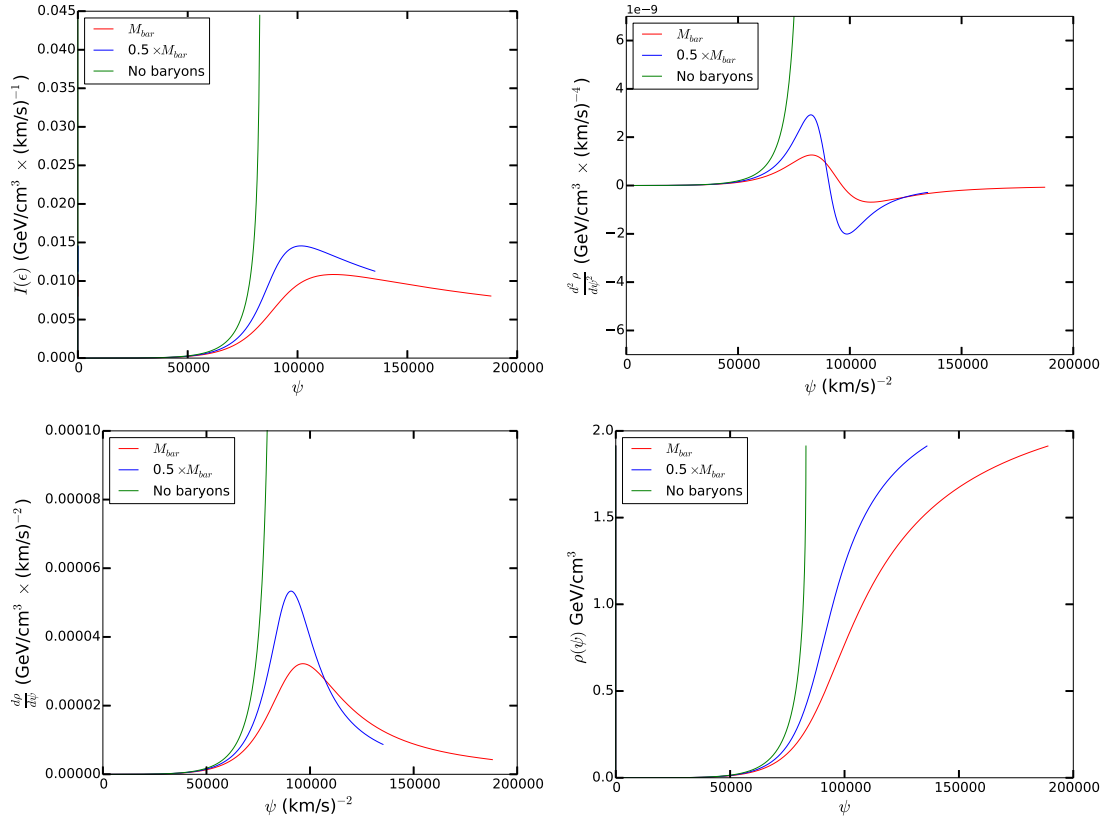 0.045
0.040
0.035
0.030
0.025
0.020
0.015
0.010
0.005
0.000
I(ϵ) (GeV/cm³ × (km/s)⁻¹
M_bar
0.5 ×M_bar
No baryons
0
50000
100000
150000
200000
ψ
1e−9
6
4
2
0
−2
−4
−6
d² ρ/dψ² (GeV/cm³ × (km/s)⁻⁴
M_bar
0.5 ×M_bar
No baryons
0
50000
100000
150000
200000
ψ (km/s)⁻²
0.00010
0.00008
0.00006
0.00004
0.00002
0.00000
dρ/dψ (GeV/cm³ × (km/s)⁻²
M_bar
0.5 ×M_bar
No baryons
0
50000
100000
150000
200000
ψ (km/s)⁻²
2.0
1.5
1.0
0.5
0.0
ρ(ψ) GeV/cm³
M_bar
0.5 ×M_bar
No baryons
0
50000
100000
150000
200000
ψ